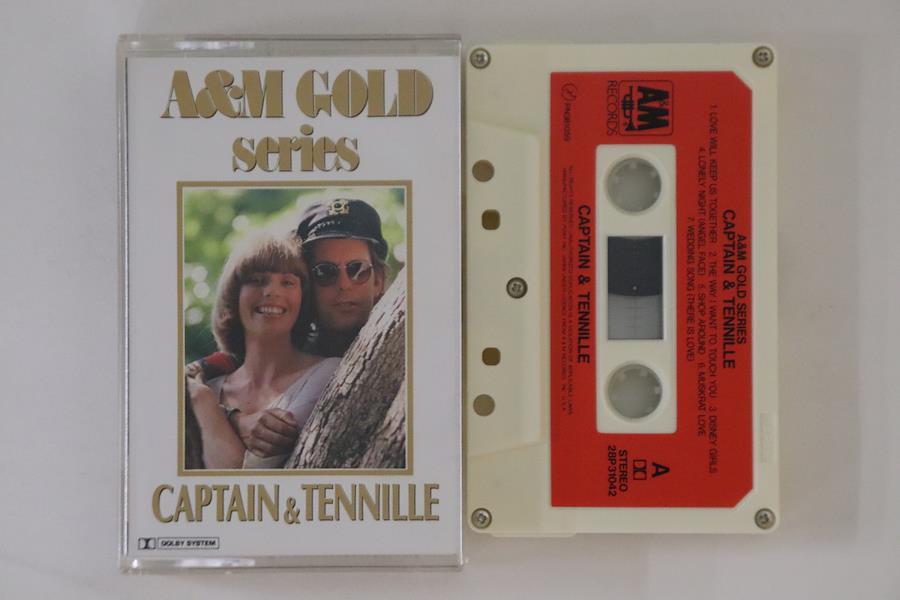 A&M GOLD
series
CAPTAIN & TENNILLE
DOLBY SYSTEM
A&M
RECORDS
A&M GOLD SERIES
CAPTAIN & TENNILLE
1. LOVE WILL KEEP US TOGETHER 2. THE WAY I WANT TO TOUCH YOU 3. DISNEY GIRLS
4. LONELY NIGHT (ANGEL FACE) 5. SHOP AROUND 6. MUSKRAT LOVE
7. WEDDING SONG (THERE IS LOVE)
A
STEREO
28P31042
CAPTAIN & TENNILLE